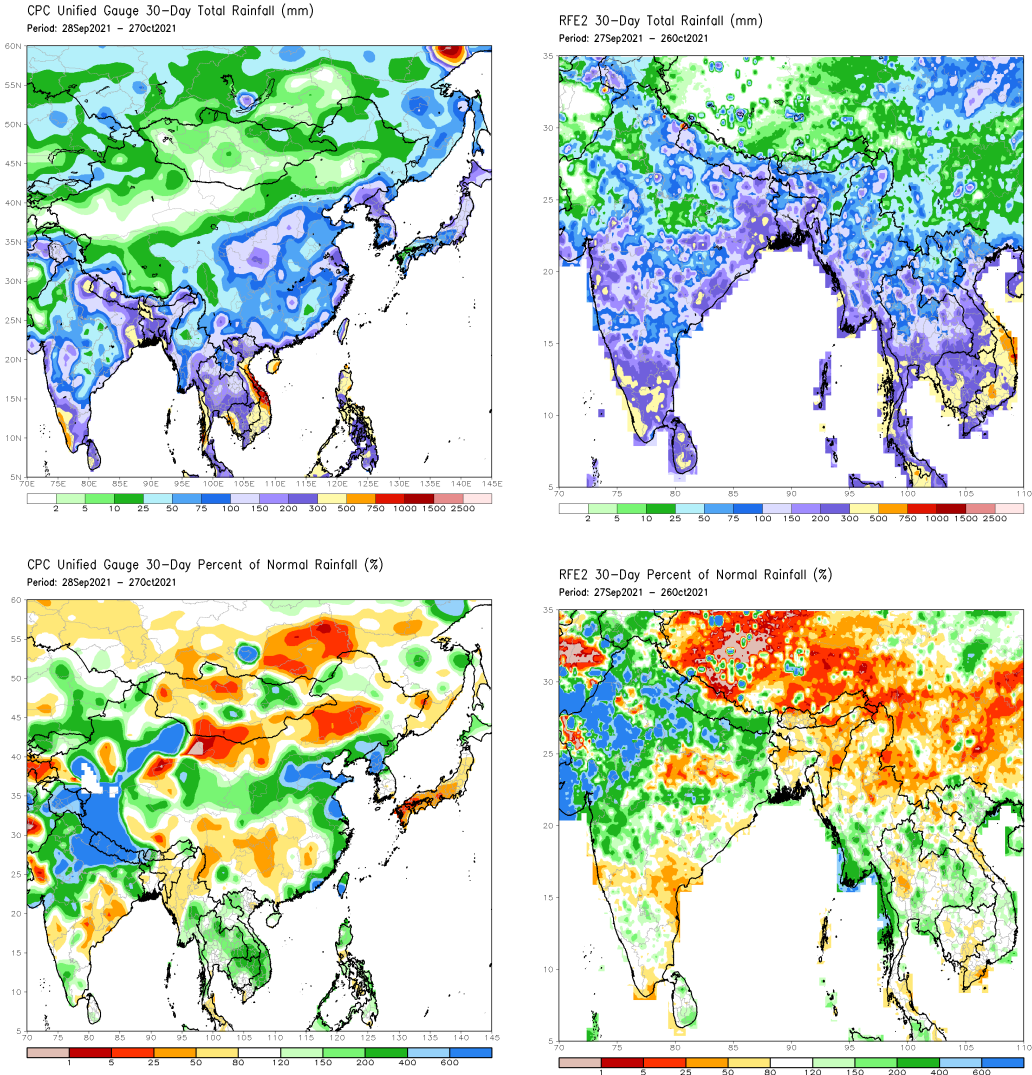 CPC Unified Gauge 30-Day Total Rainfall (mm)
Period: 28Sep2021 – 27Oct2021
60N
55N
50N
45N
40N
35N
30N
25N
20N
15N
10N
5N
70E 75E 80E 85E 90E 95E 100E 105E 110E 115E 120E 125E 130E 135E 140E 145E
2 5 10 25 50 75 100 150 200 300 500 750 1000 1500 2500
RFE2 30-Day Total Rainfall (mm)
Period: 27Sep2021 – 26Oct2021
35
30
25
20
15
10
5
70 75 80 85 90 95 100 105 110
2 5 10 25 50 75 100 150 200 300 500 750 1000 1500 2500
CPC Unified Gauge 30-Day Percent of Normal Rainfall (%)
Period: 28Sep2021 – 27Oct2021
60
55
50
45
40
35
30
25
20
15
10
5
70 75 80 85 90 95 100 105 110 115 120 125 130 135 140 145
1 5 25 50 80 120 150 200 400 600
RFE2 30-Day Percent of Normal Rainfall (%)
Period: 27Sep2021 – 26Oct2021
35
30
25
20
15
10
5
70 75 80 85 90 95 100 105 110
1 5 25 50 80 120 150 200 400 600